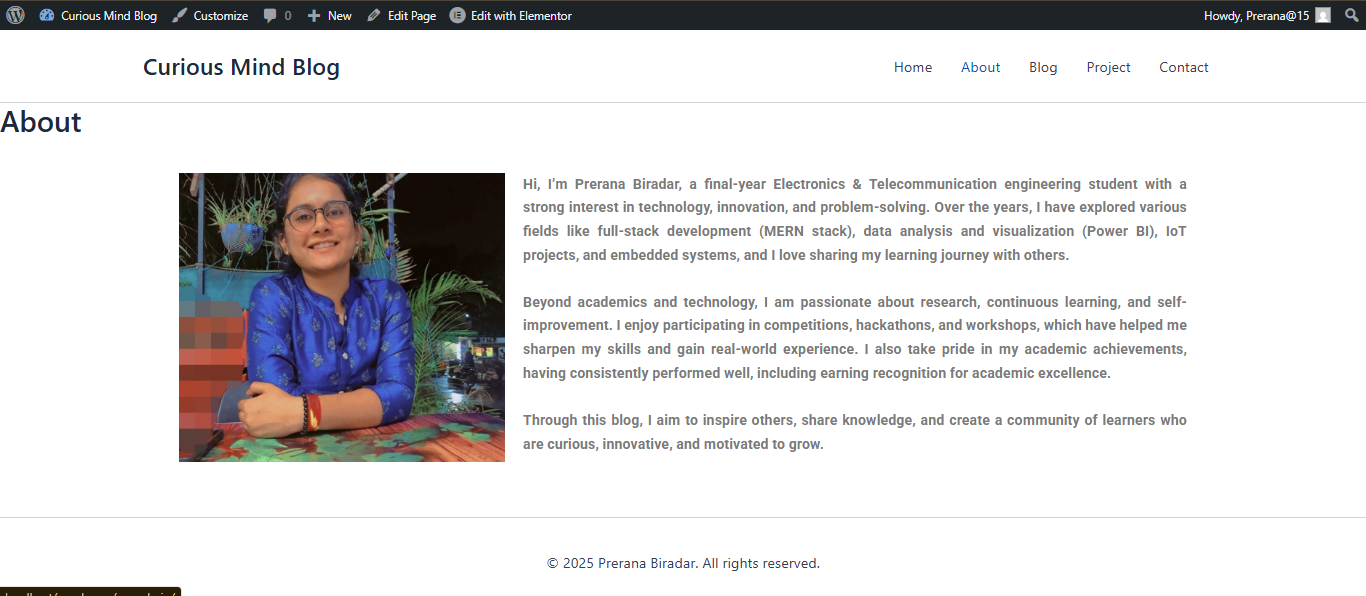 Curious Mind Blog Customize 0 New Edit Page Edit with Elementor Howdy, Prerana@15
Curious Mind Blog Home About Blog Project Contact
About
Hi, I'm Prerana Biradar, a final-year Electronics & Telecommunication engineering student with a
strong interest in technology, innovation, and problem-solving. Over the years, I have explored various
fields like full-stack development (MERN stack), data analysis and visualization (Power BI), IoT
projects, and embedded systems, and I love sharing my learning journey with others.
Beyond academics and technology, I am passionate about research, continuous learning, and self-
improvement. I enjoy participating in competitions, hackathons, and workshops, which have helped me
sharpen my skills and gain real-world experience. I also take pride in my academic achievements,
having consistently performed well, including earning recognition for academic excellence.
Through this blog, I aim to inspire others, share knowledge, and create a community of learners who
are curious, innovative, and motivated to grow.
© 2025 Prerana Biradar. All rights reserved.